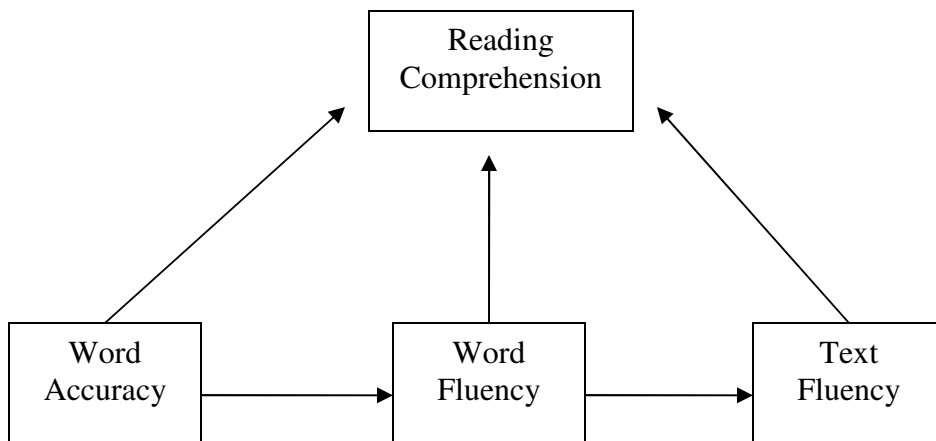 Reading
Comprehension
Word
Accuracy
Word
Fluency
Text
Fluency